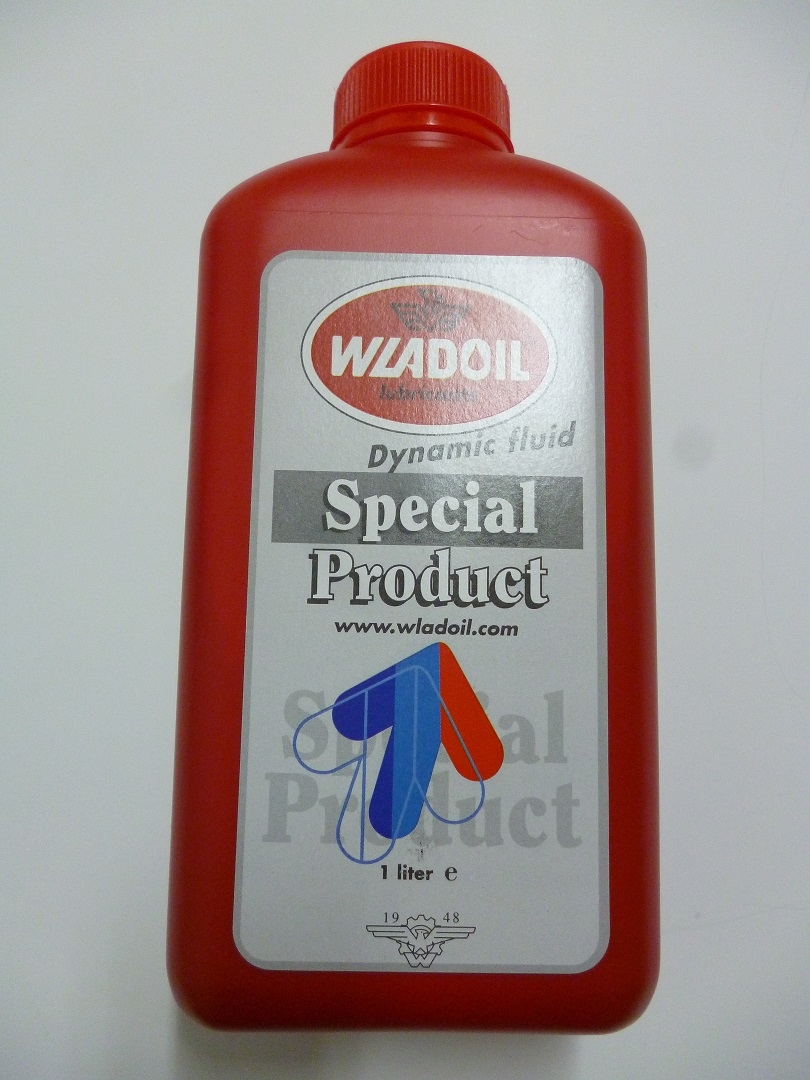 WLADOIL
lubricants
Dynamic fluid
Special
Product
www.wladoil.com
Special
Product
1 liter e
19 48
W